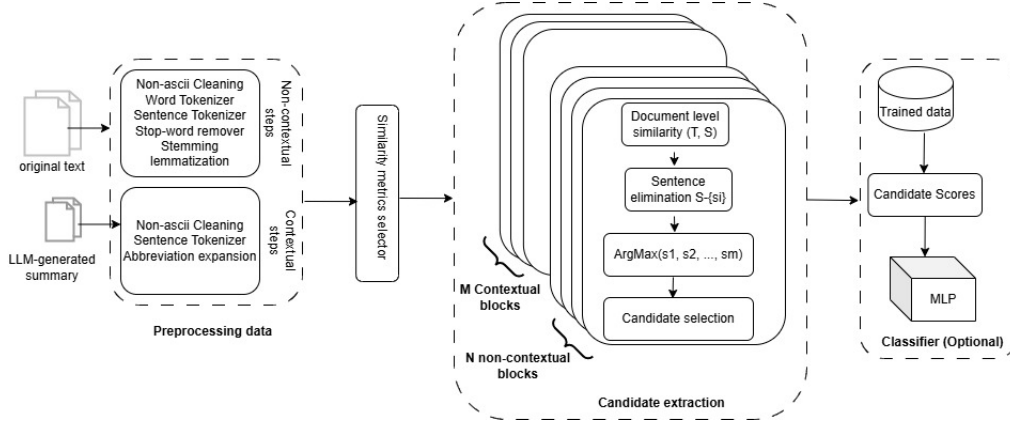 original text
LLM-generated
summary
Non-ascii Cleaning
Word Tokenizer
Sentence Tokenizer
Stop-word remover
Stemming
lemmatization
Non-contextual
steps
Non-ascii Cleaning
Sentence Tokenizer
Abbreviation expansion
Contextual
steps
Preprocessing data
Similarity metrics selector
Document level
similarity (T, S)
Sentence
elimination S-{si}
ArgMax(s1, s2, ..., sm)
Candidate selection
M Contextual
blocks
N non-contextual
blocks
Candidate extraction
Trained data
Candidate Scores
MLP
Classifier (Optional)